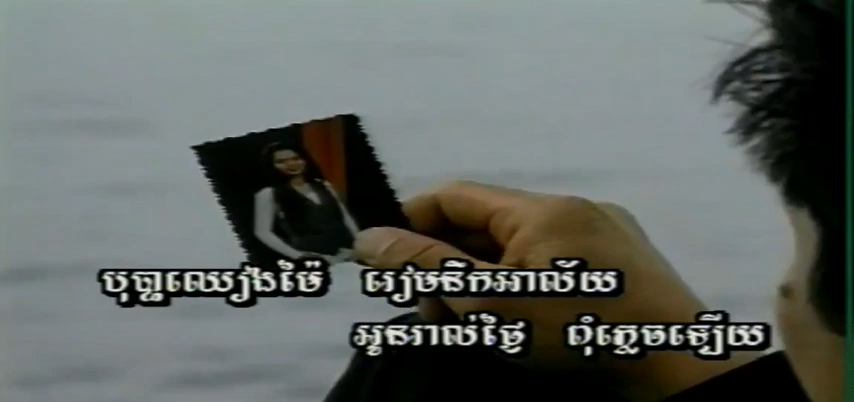 បុប្ផាឈៀងម៉ៃ រៀមនឹកអាល័យ
អូនរាល់ថ្ងៃ ពុំភ្លេចឡើយ